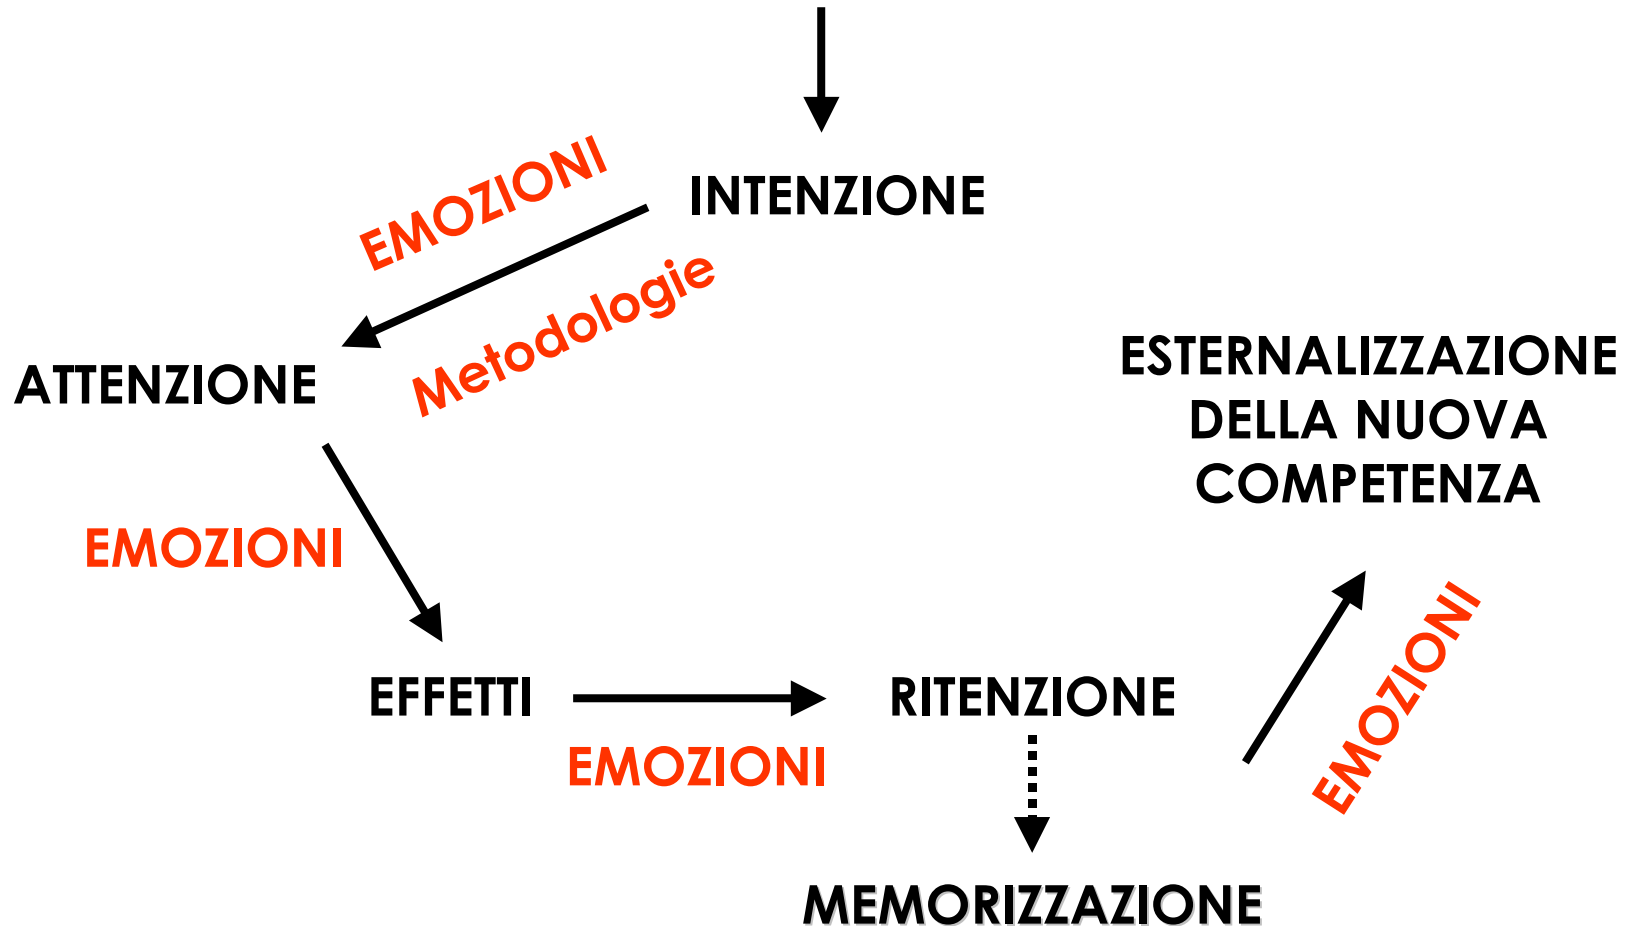 INTENZIONE
EMOZIONI
Metodologie
ATTENZIONE
ESTERNALIZZAZIONE
DELLA NUOVA
COMPETENZA
EMOZIONI
EFFETTI
EMOZIONI
RITENZIONE
EMOZIONI
MEMORIZZAZIONE